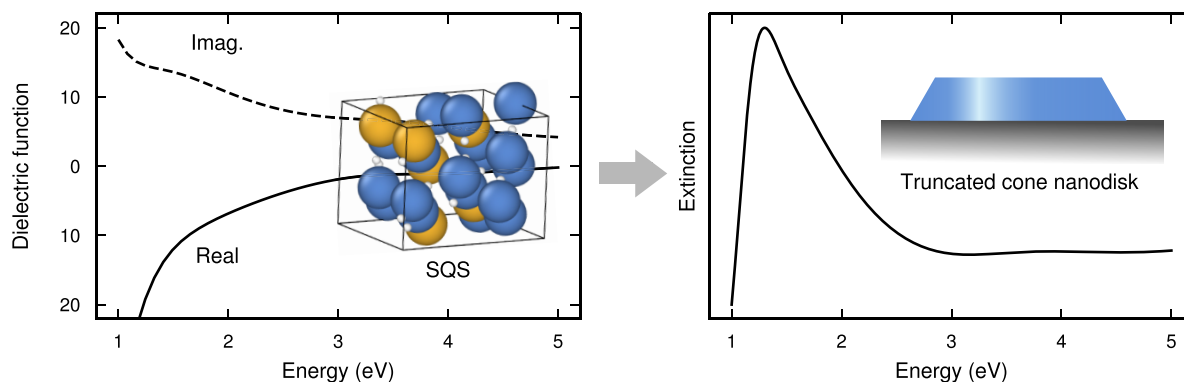 20
10
0
10
20
Dielectric function
Imag.
Real
SQS
1 2 3 4 5
Energy (eV)
Extinction
Truncated cone nanodisk
1 2 3 4 5
Energy (eV)